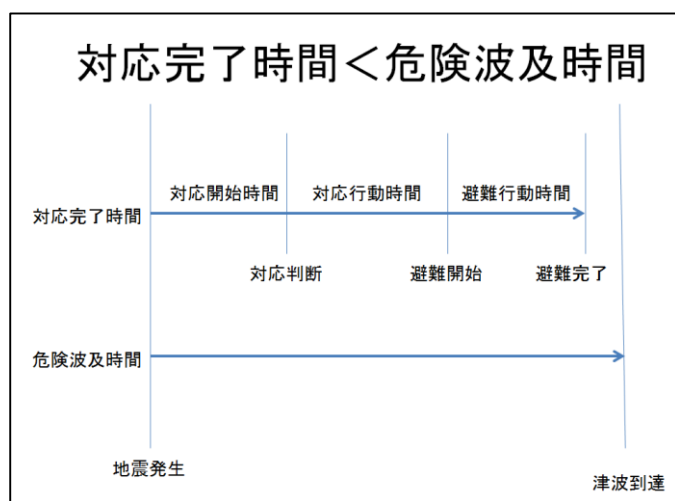 対応完了時間＜危険波及時間
対応開始時間
対応行動時間
避難行動時間
対応完了時間
対応判断
避難開始
避難完了
危険波及時間
地震発生
津波到達